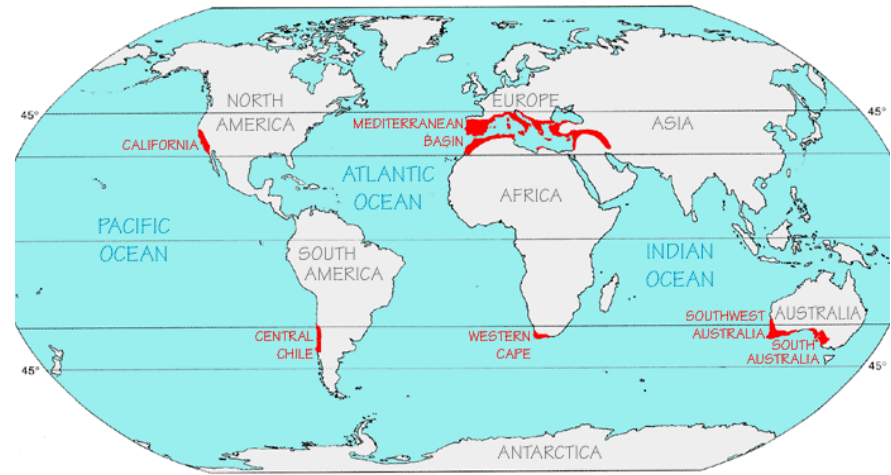 NORTH
AMERICA
EUROPE
ASIA
45°
45°
MEDITERRANEAN
BASIN
CALIFORNIA
ATLANTIC
OCEAN
AFRICA
PACIFIC
OCEAN
SOUTH
AMERICA
INDIAN
OCEAN
SOUTHWEST
AUSTRALIA
AUSTRALIA
CENTRAL
CHILE
WESTERN
CAPE
SOUTH
AUSTRALIA
45°
45°
ANTARCTICA